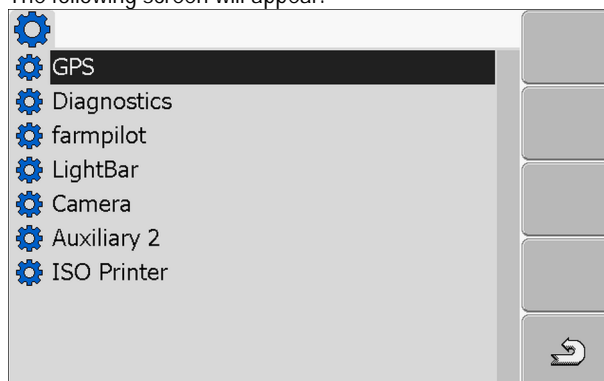 The following screen will appear:
GPS
Diagnostics
farmpilot
LightBar
Camera
Auxiliary 2
ISO Printer